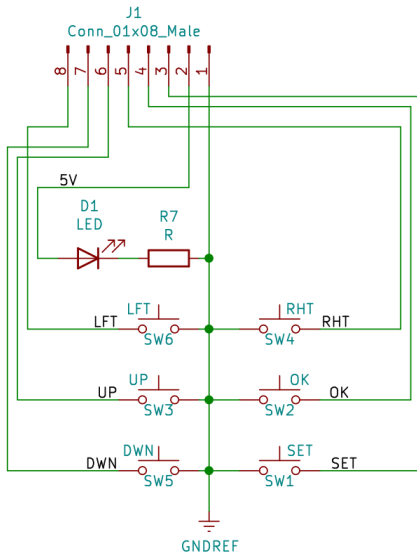 J1
Conn_01x08_Male
8 7 6 5 4 3 2 1
5V
D1
LED
R7
R
LFT
RHT
LFT
RHT
SW6
SW4
UP
OK
UP
OK
SW3
SW2
DWN
SET
DWN
SET
SW5
SW1
GNDREF